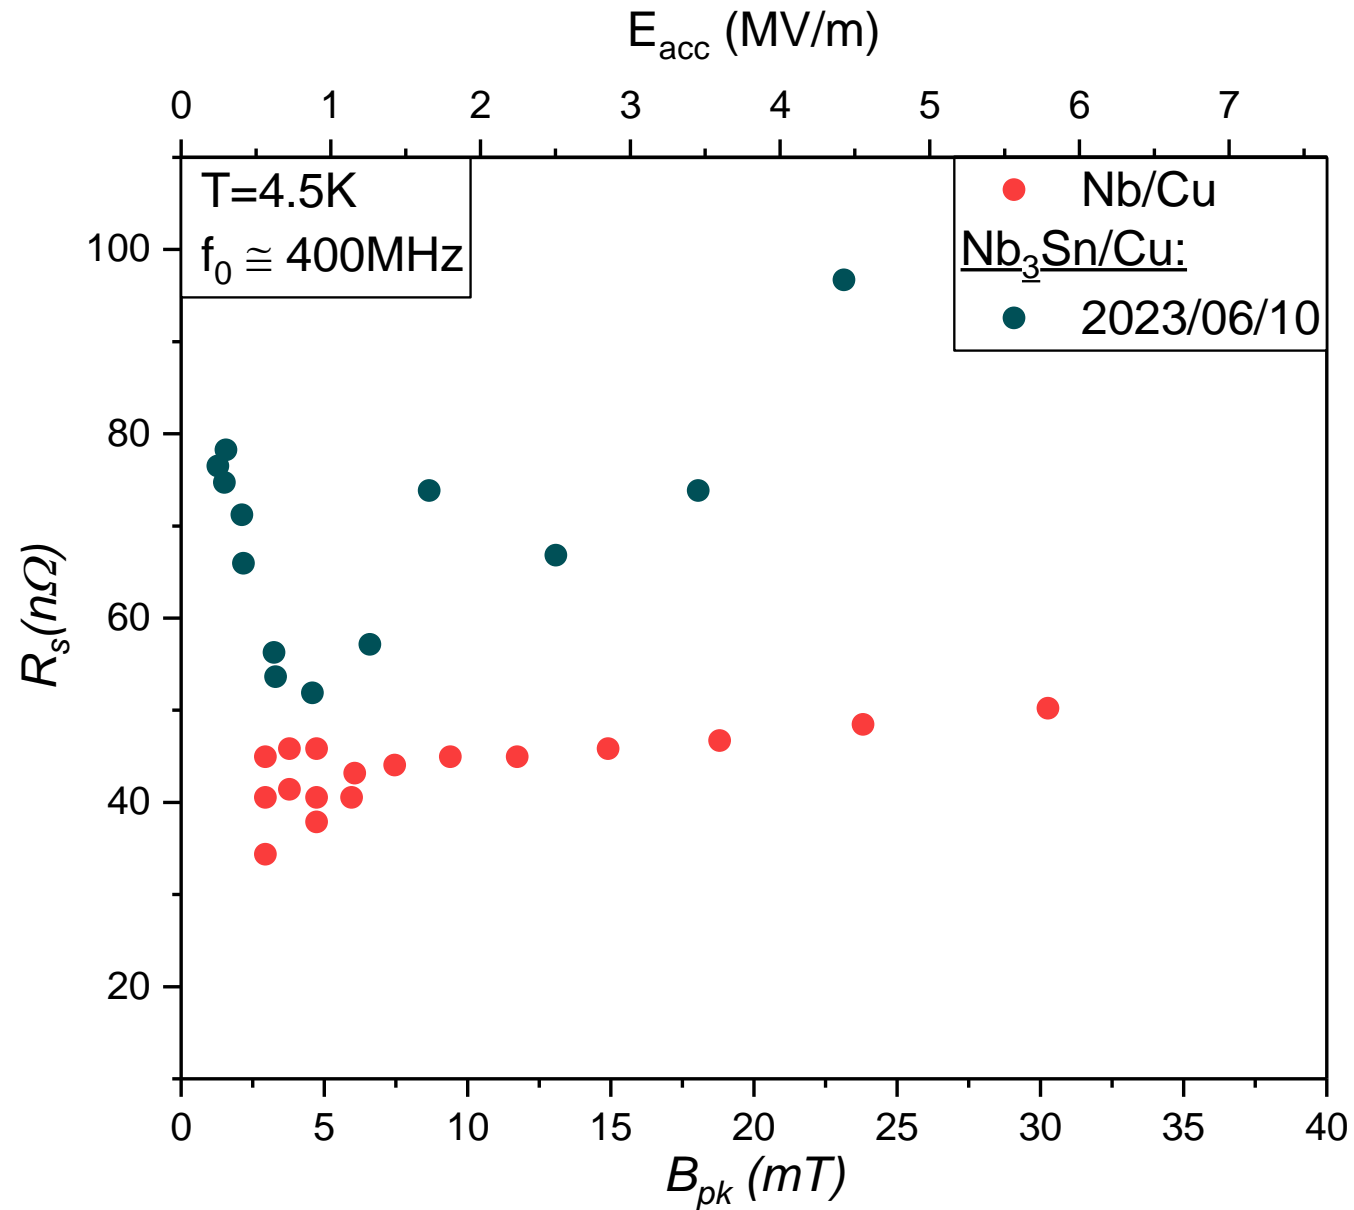 E_acc (MV/m)
0 1 2 3 4 5 6 7
T=4.5K
f_0 ≅ 400MHz
Nb/Cu
Nb_3Sn/Cu:
2023/06/10
100
80
60
40
20
R_s(nΩ)
0 5 10 15 20 25 30 35 40
B_pk (mT)